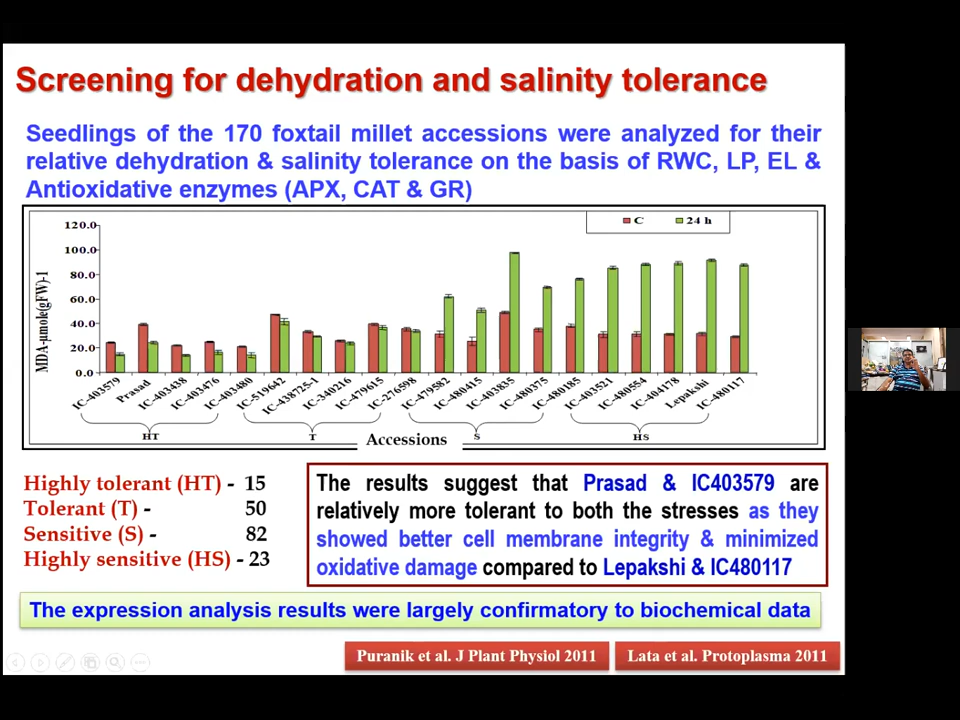 Screening for dehydration and salinity tolerance
Seedlings of the 170 foxtail millet accessions were analyzed for their
relative dehydration & salinity tolerance on the basis of RWC, LP, EL &
Antioxidative enzymes (APX, CAT & GR)
C 24 h
MDA-µmole(gFW)-1
120.0
100.0
80.0
60.0
40.0
20.0
0.0
IC-403579 Prasad IC-403438 IC-403476 IC-403480 IC-519642 IC-438725-1 IC-340216 IC-479615 IC-276598 IC-479582 IC-480415 IC-403835 IC-480375 IC-480185 IC-403521 IC-480554 IC-404178 Lepakshi IC-480117
HT T S HS
Accessions
Highly tolerant (HT) - 15
Tolerant (T) - 50
Sensitive (S) - 82
Highly sensitive (HS) - 23
The results suggest that Prasad & IC403579 are
relatively more tolerant to both the stresses as they
showed better cell membrane integrity & minimized
oxidative damage compared to Lepakshi & IC480117
The expression analysis results were largely confirmatory to biochemical data
Puranik et al. J Plant Physiol 2011
Lata et al. Protoplasma 2011